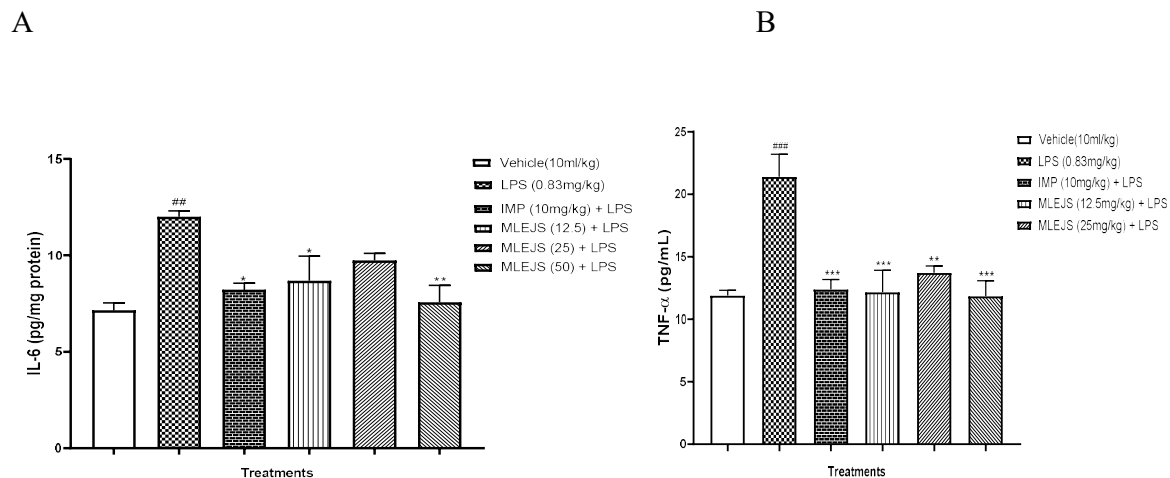 A
B
15
10
5
0
IL-6 (pg/mg protein)
##
*
*
**
Treatments
Vehicle(10ml/kg)
LPS (0.83mg/kg)
IMP (10mg/kg) + LPS
MLEJS (12.5) + LPS
MLEJS (25) + LPS
MLEJS (50) + LPS
25
20
15
10
5
0
TNF-α (pg/mL)
###
***
***
**
***
Treatments
Vehicle(10ml/kg)
LPS (0.83mg/kg)
IMP (10mg/kg) + LPS
MLEJS (12.5mg/kg) + LPS
MLEJS (25mg/kg) + LPS